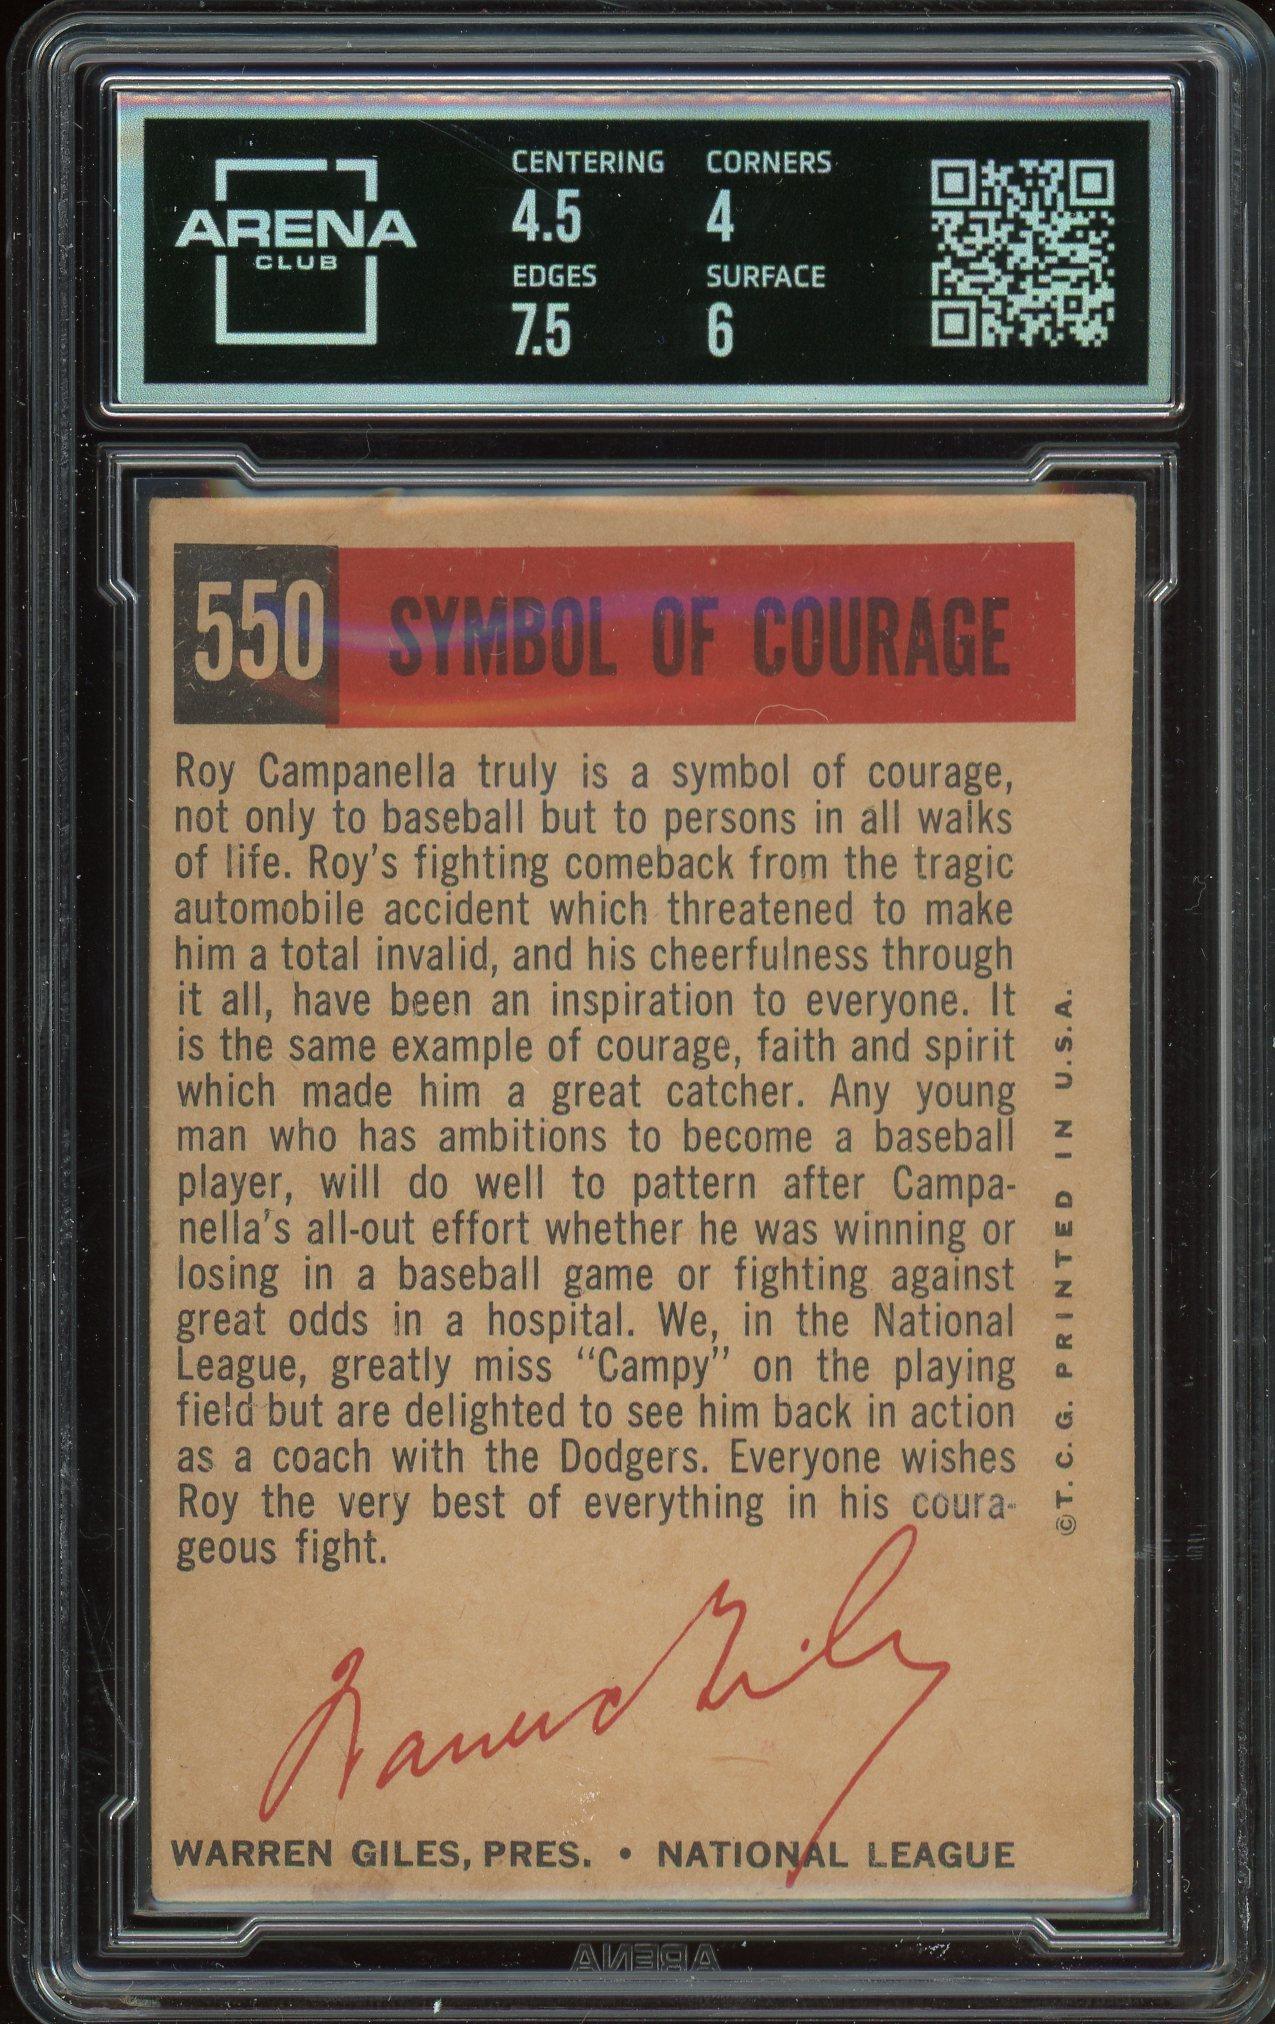 ARENA
CLUB
CENTERING
4.5
CORNERS
4
EDGES
7.5
SURFACE
6
550 SYMBOL OF COURAGE
Roy Campanella truly is a symbol of courage,
not only to baseball but to persons in all walks
of life. Roy's fighting comeback from the tragic
automobile accident which threatened to make
him a total invalid, and his cheerfulness through
it all, have been an inspiration to everyone. It
is the same example of courage, faith and spirit
which made him a great catcher. Any young
man who has ambitions to become a baseball
player, will do well to pattern after Campa-
nella's all-out effort whether he was winning or
losing in a baseball game or fighting against
great odds in a hospital. We, in the National
League, greatly miss “Campy” on the playing
field but are delighted to see him back in action
as a coach with the Dodgers. Everyone wishes
Roy the very best of everything in his coura-
geous fight.
Warren Giles
WARREN GILES, PRES. • NATIONAL LEAGUE
© T. C. G. PRINTED IN U.S.A.
ARENA